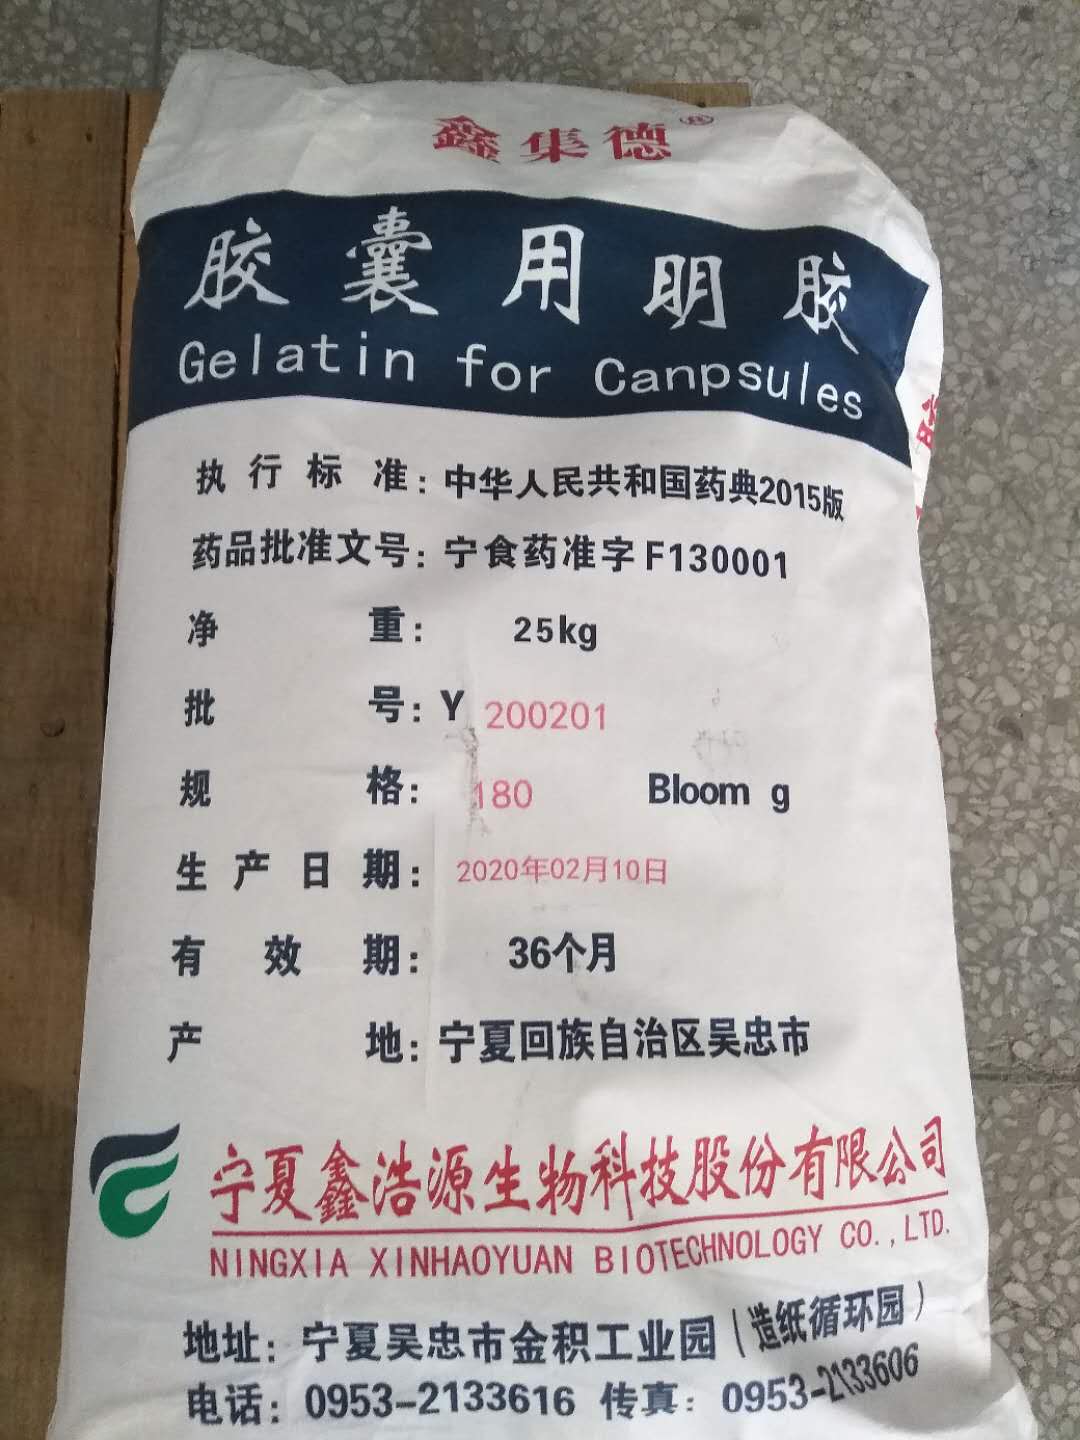 鑫集德®
胶囊用明胶
Gelatin for Canpsules
执行标准：中华人民共和国药典2015版
药品批准文号：宁食药准字F130001
净重： 25kg
批号：Y 200201
规格： 180 Bloom g
生产日期：2020年02月10日
有效期： 36个月
产地：宁夏回族自治区吴忠市
宁夏鑫浩源生物科技股份有限公司
NINGXIA XINHAOYUAN BIOTECHNOLOGY CO.,LTD.
地址：宁夏吴忠市金积工业园（造纸循环园）
电话：0953-2133616 传真：0953-2133606